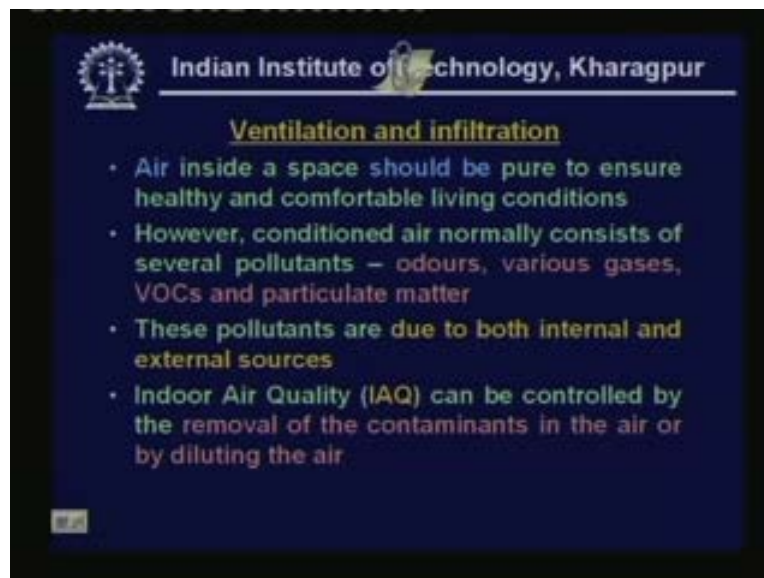 Indian Institute of Technology, Kharagpur
Ventilation and infiltration
• Air inside a space should be pure to ensure
healthy and comfortable living conditions
• However, conditioned air normally consists of
several pollutants – odours, various gases,
VOCs and particulate matter
• These pollutants are due to both internal and
external sources
• Indoor Air Quality (IAQ) can be controlled by
the removal of the contaminants in the air or
by diluting the air